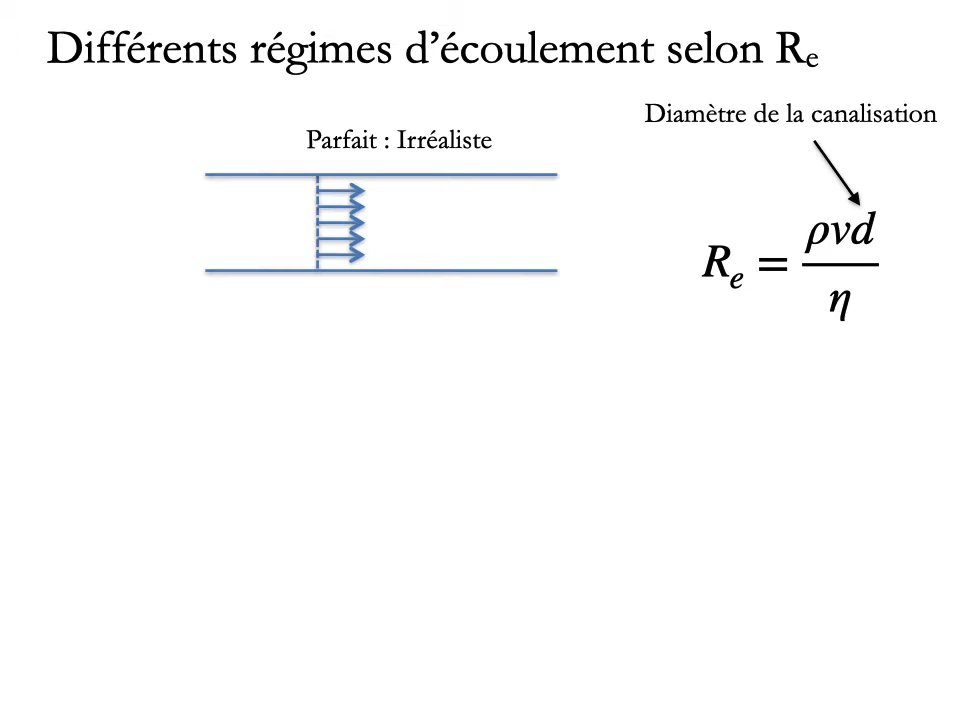 Différents régimes d’écoulement selon Re
Diamètre de la canalisation
Parfait : Irréaliste
Re = ρvd / η